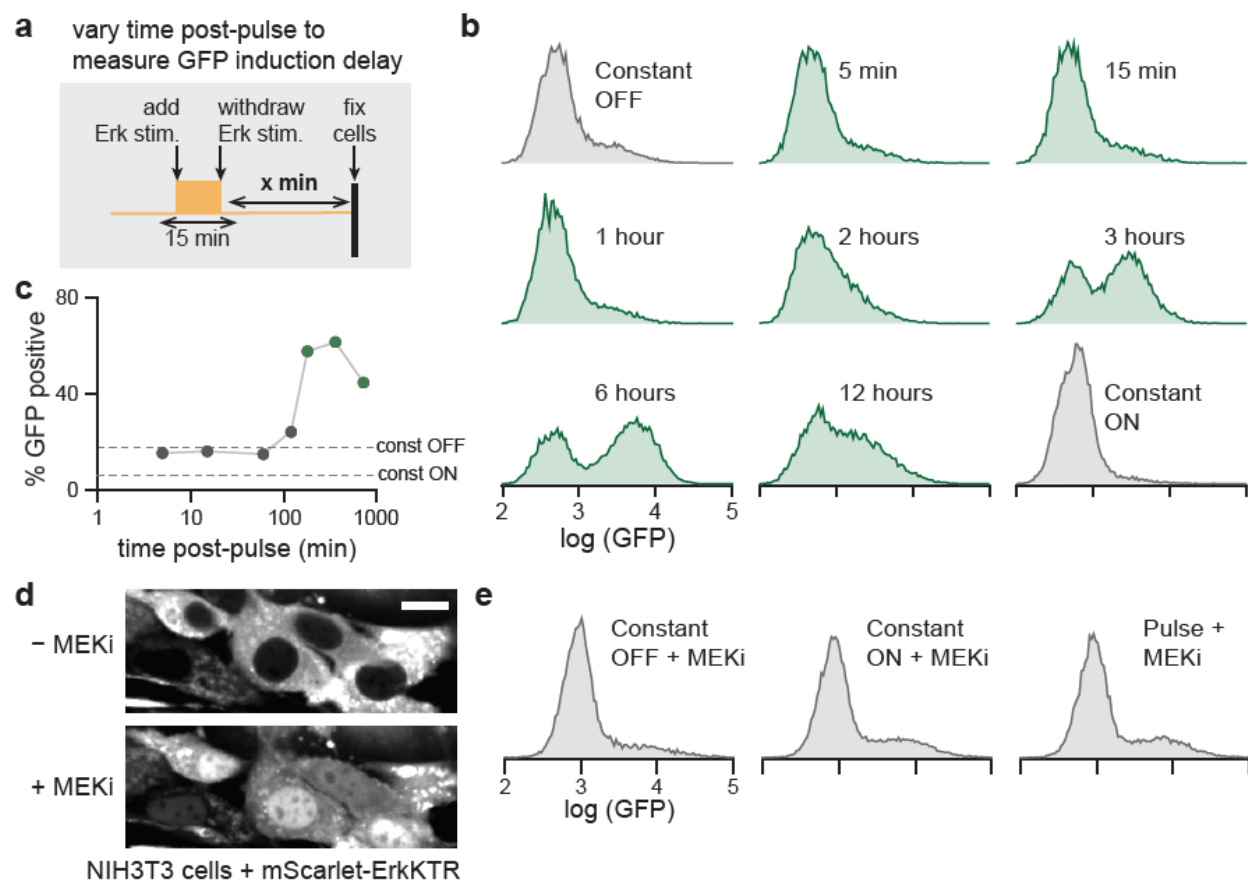 a
vary time post-pulse to
measure GFP induction delay
add
Erk stim.
withdraw
Erk stim.
fix
cells
x min
15 min
b
Constant
OFF
5 min
15 min
1 hour
2 hours
3 hours
6 hours
12 hours
Constant
ON
2 3 4 5
log (GFP)
c
80
40
0
% GFP positive
const OFF
const ON
1 10 100 1000
time post-pulse (min)
d
− MEKi
+ MEKi
NIH3T3 cells + mScarlet-ErkKTR
e
Constant
OFF + MEKi
Constant
ON + MEKi
Pulse +
MEKi
2 3 4 5
log (GFP)